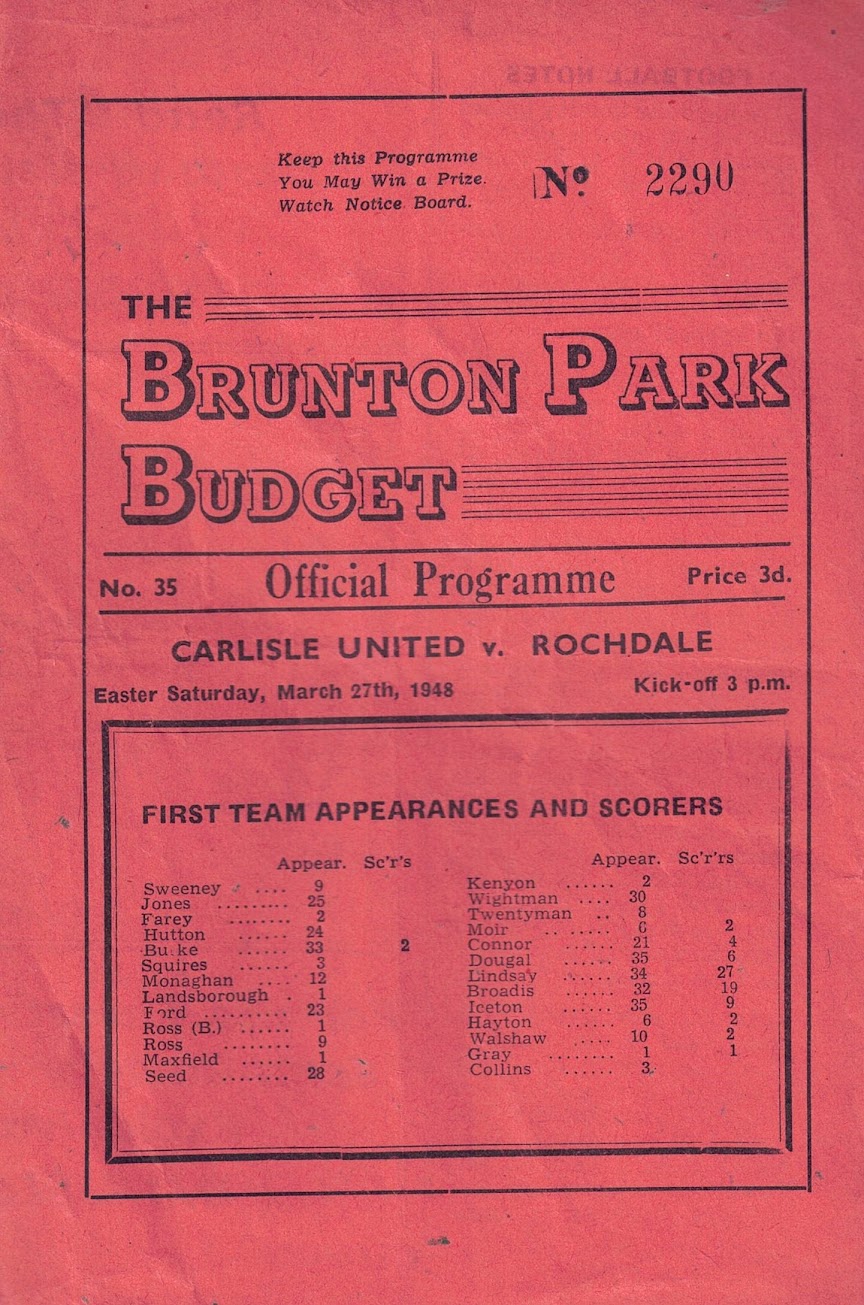 Keep this Programme
You May Win a Prize.
Watch Notice Board.
No. 2290
THE
BRUNTON PARK
BUDGET
No. 35 Official Programme Price 3d.
CARLISLE UNITED v. ROCHDALE
Easter Saturday, March 27th, 1948 Kick-off 3 p.m.
FIRST TEAM APPEARANCES AND SCORERS
Appear. Sc'r's
Sweeney .... 9
Jones ......... 25
Farey ........ 2
Hutton ...... 24
Burke ...... 33 2
Squires ...... 3
Monaghan .... 12
Landsborough . 1
Ford .......... 23
Ross (B.) ...... 1
Ross ........ 9
Maxfield ...... 1
Seed ........ 28
Appear. Sc'r'rs
Kenyon ...... 2
Wightman .... 30
Twentyman .. 8
Moir .. ..... 6 2
Connor ...... 21 4
Dougal ...... 35 6
Lindsay ...... 34 27
Broadis ...... 32 19
Iceton ...... 35 9
Hayton ...... 6 2
Walshaw ..... 10 2
Gray ........ 1 1
Collins ...... 3